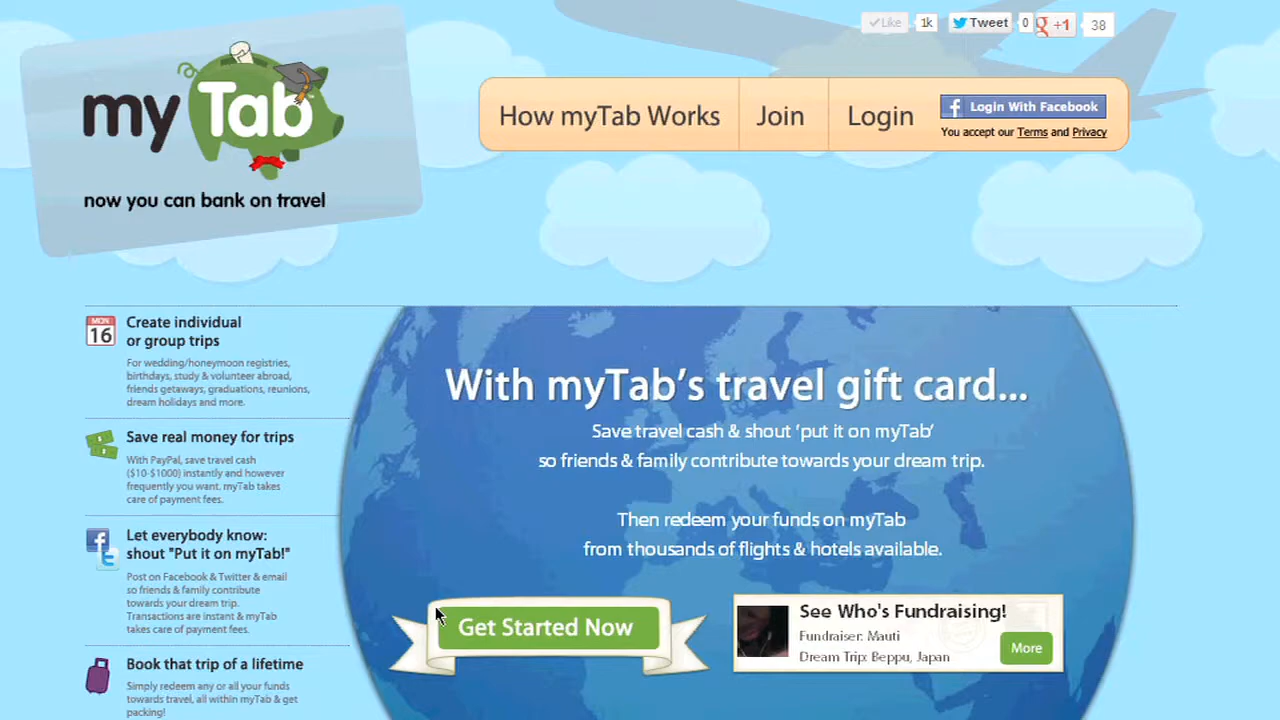 Like 1k Tweet 0 +1 38
my Tab
now you can bank on travel
How myTab Works
Join
Login
Login With Facebook
You accept our Terms and Privacy
MON
16
Create individual
or group trips
For wedding/honeymoon registries,
birthdays, study & volunteer abroad,
friends getaways, graduations, reunions,
dream holidays and more.
Save real money for trips
With PayPal, save travel cash
($10-$1000) instantly and however
frequently you want. myTab takes
care of payment fees.
Let everybody know:
shout "Put it on myTab!"
Post on Facebook & Twitter & email
so friends & family contribute
towards your dream trip.
Transactions are instant & myTab
takes care of payment fees.
Book that trip of a lifetime
Simply redeem any or all your funds
towards travel, all within myTab & get
packing!
With myTab's travel gift card...
Save travel cash & shout 'put it on myTab'
so friends & family contribute towards your dream trip.
Then redeem your funds on myTab
from thousands of flights & hotels available.
Get Started Now
See Who's Fundraising!
Fundraiser: Mauti
Dream Trip: Beppu, Japan
More